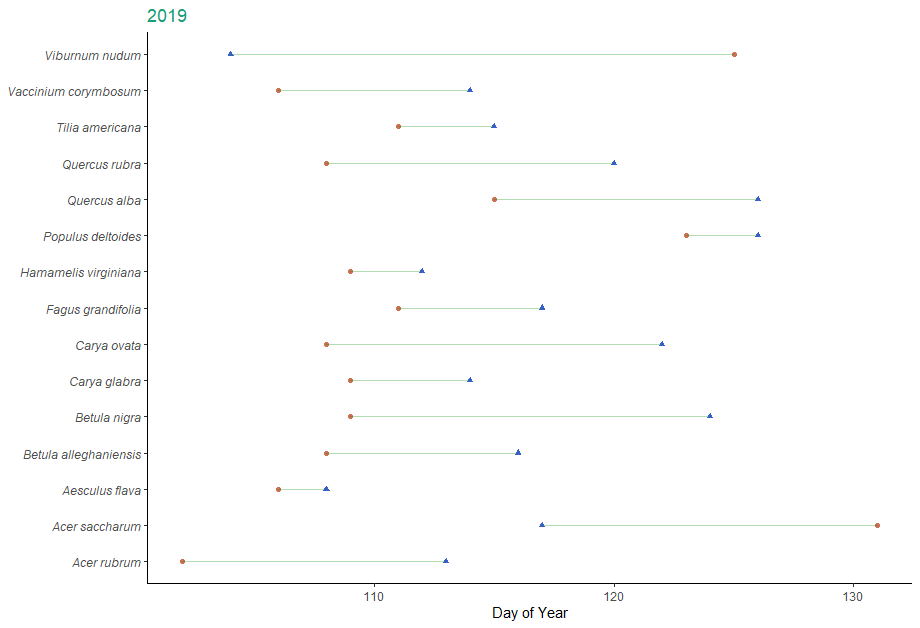 2019
Viburnum nudum
Vaccinium corymbosum
Tilia americana
Quercus rubra
Quercus alba
Populus deltoides
Hamamelis virginiana
Fagus grandifolia
Carya ovata
Carya glabra
Betula nigra
Betula alleghaniensis
Aesculus flava
Acer saccharum
Acer rubrum
110 120 130
Day of Year